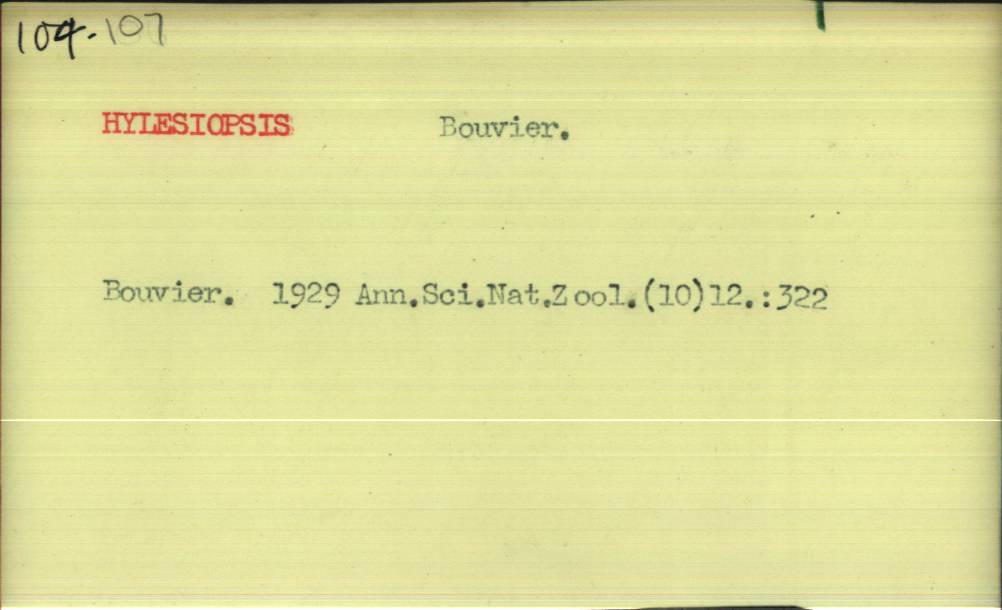 104.107
HYLESIOPSIS Bouvier.
Bouvier. 1929 Ann.Sci.Nat.Zool.(10)12.:322